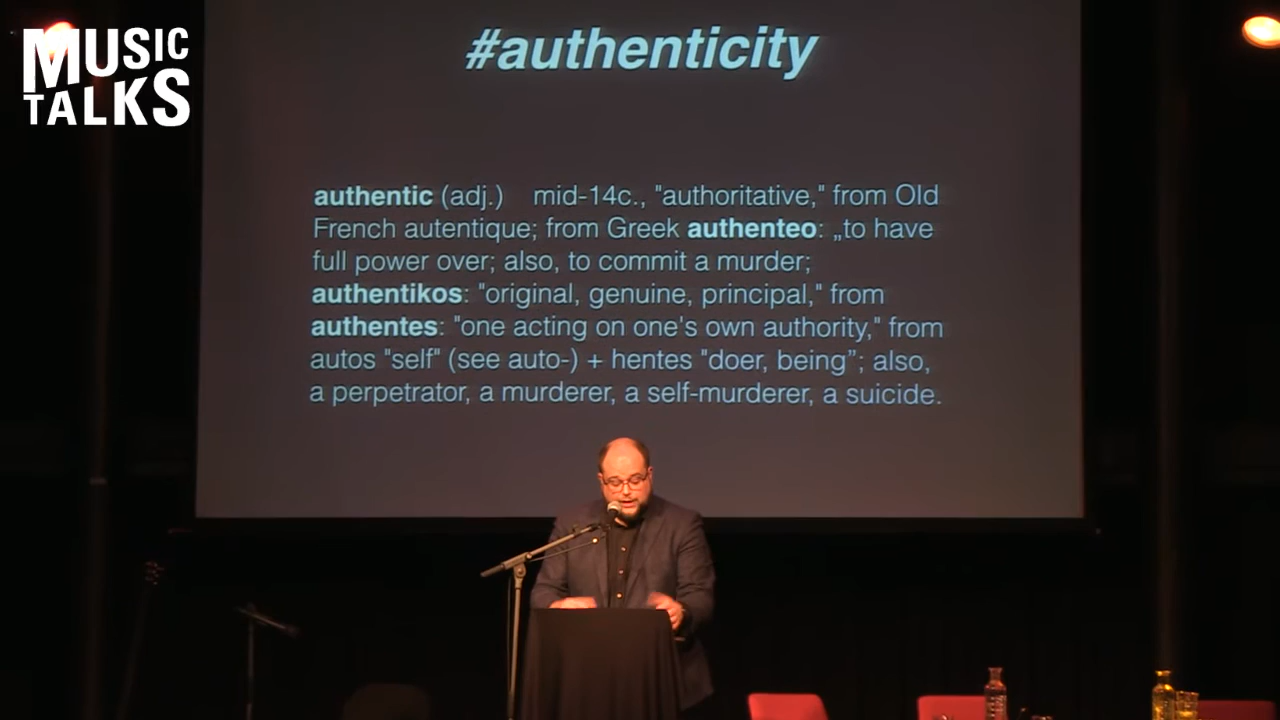 MUSIC
TALKS
#authenticity
authentic (adj.) mid-14c., "authoritative," from Old
French autentique; from Greek authenteo: „to have
full power over; also, to commit a murder;
authentikos: "original, genuine, principal," from
authentes: "one acting on one's own authority," from
autos "self" (see auto-) + hentes "doer, being”; also,
a perpetrator, a murderer, a self-murderer, a suicide.